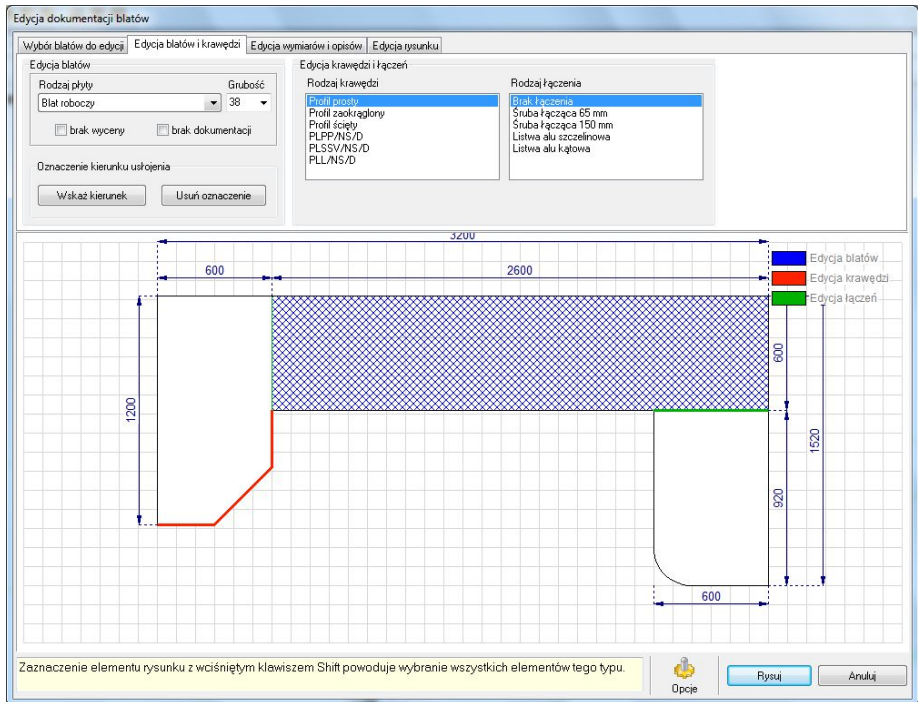 Edycja dokumentacji blatów
Wybór blatów do edycji Edycja blatów i krawędzi Edycja wymiarów i opisów Edycja rysunku
Edycja blatów
Rodzaj płyty Grubość
Blat roboczy 38
brak wyceny brak dokumentacji
Oznaczenie kierunku usłojenia
Wskaż kierunek Usuń oznaczenie
Edycja krawędzi i łączeń
Rodzaj krawędzi
Profil prosty
Profil zaokrąglony
Profil ścięty
PLPP/NS/D
PLSSV/NS/D
PLL/NS/D
Rodzaj łączenia
Brak łączenia
Śruba łącząca 65 mm
Śruba łącząca 150 mm
Listwa alu szczelinowa
Listwa alu kątowa
3200
600 2600
Edycja blatów
Edycja krawędzi
Edycja łączeń
600
1200
1520
920
600
Zaznaczenie elementu rysunku z wciśniętym klawiszem Shift powoduje wybranie wszystkich elementów tego typu.
Opcje
Rysuj
Anuluj